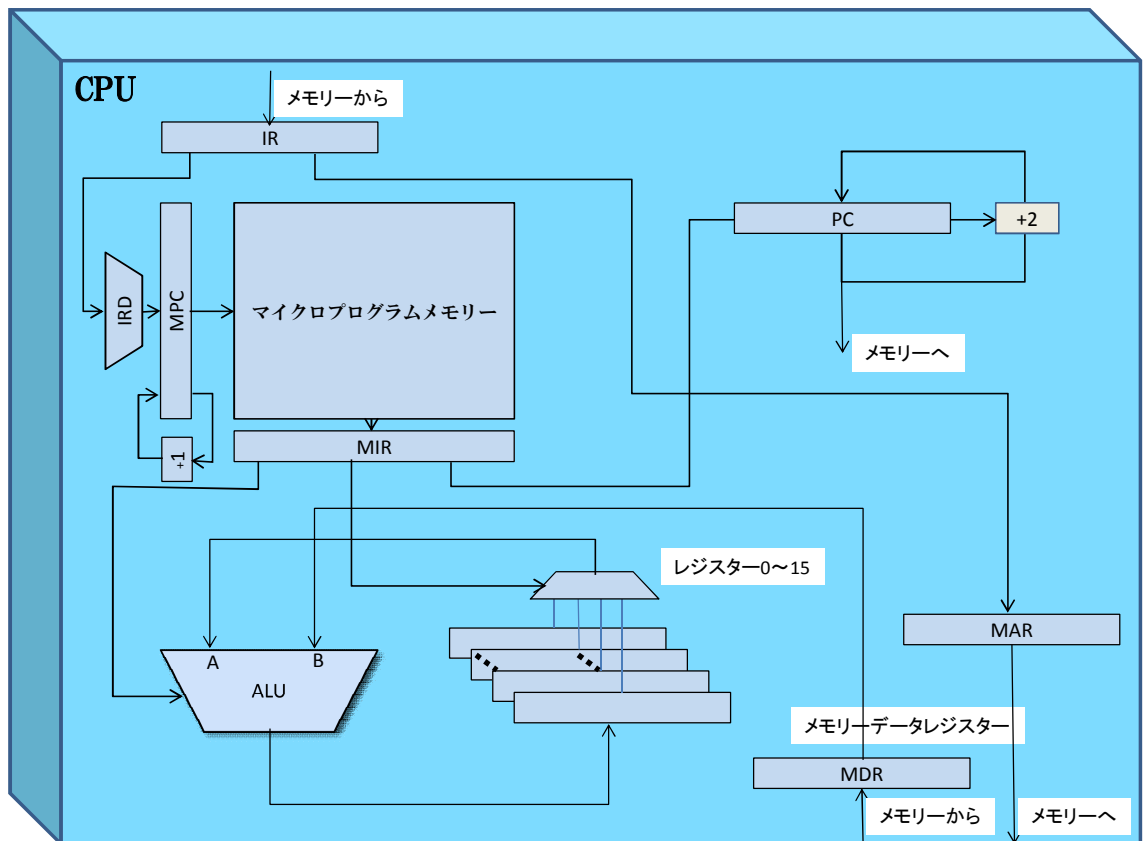 CPU
メモリーから
IR
PC
+2
IRD
MPC
マイクロプログラムメモリー
メモリーへ
MIR
+1
レジスター0～15
MAR
A
B
ALU
メモリーデータレジスター
MDR
メモリーから
メモリーへ